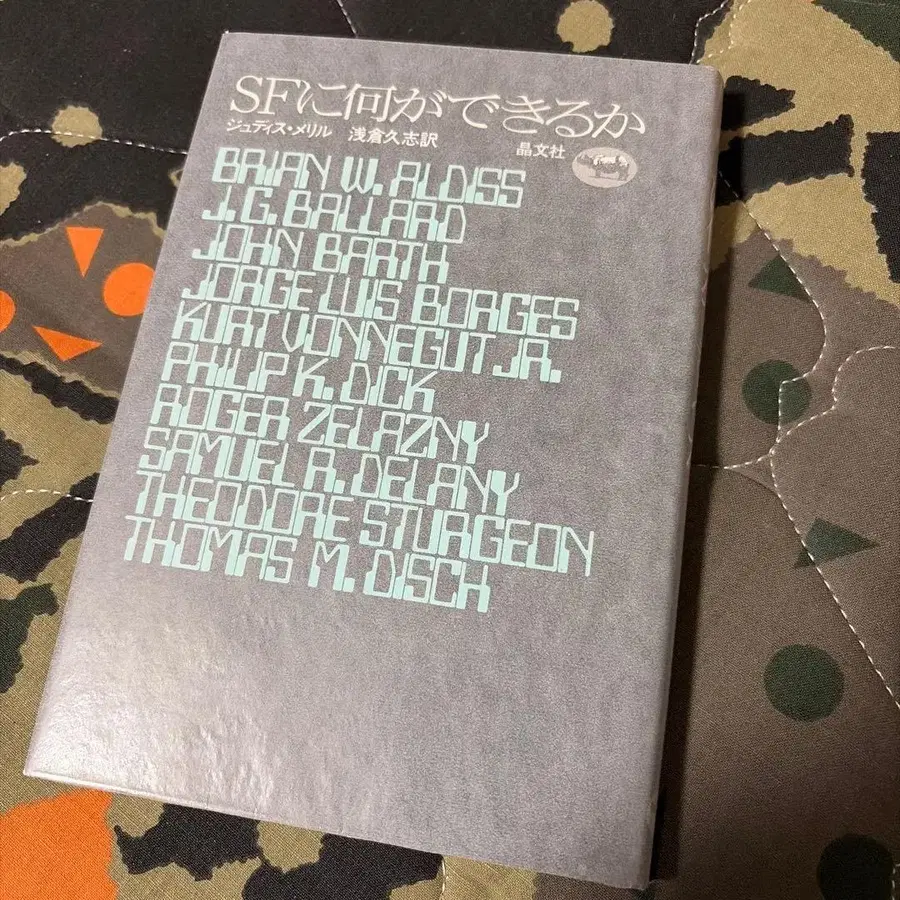 SFに何ができるか
ジュディス・メリル 浅倉久志訳 晶文社
BRIAN W. ALDISS
J.G. BALLARD
JOHN BARTH
JORGE LUIS BORGES
KURT VONNEGUT JR.
PHILIP K. DICK
ROGER ZELAZNY
SAMUEL R. DELANY
THEODORE STURGEON
THOMAS M. DISCH